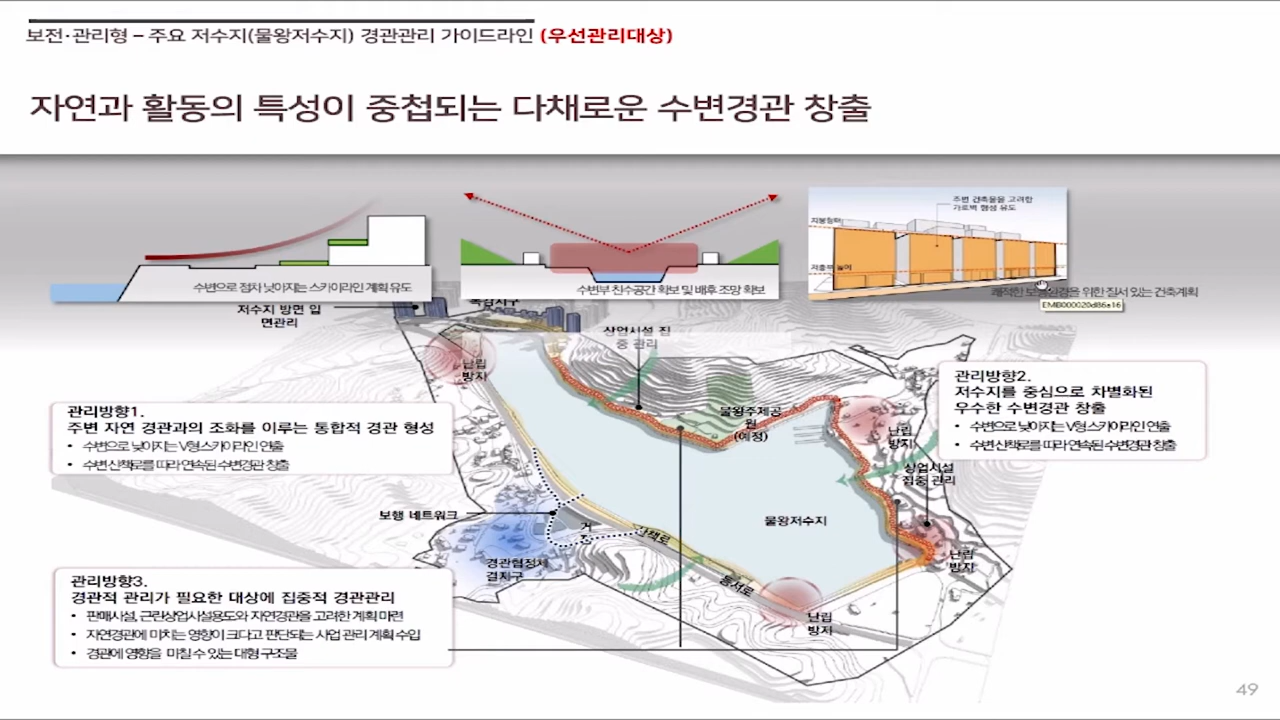 보전·관리형 – 주요 저수지(물왕저수지) 경관관리 가이드라인 (우선관리대상)
자연과 활동의 특성이 중첩되는 다채로운 수변경관 창출
수변으로 점차 낮아지는 스카이라인 계획 유도
수변부 친수공간 확보 및 배후 조망 확보
주변 건축물을 고려한
가로벽 형성 유도
쾌적한 보행환경을 위한 질서 있는 건축계획
EMB000020d86a16
저수지 방면 입
면관리
상업시설 집
중 관리
난립
방지
물왕주제공
원
(예정)
난립
방지
상업시설
집중 관리
관리방향1.
주변 자연 경관과의 조화를 이루는 통합적 경관 형성
• 수변으로 낮아지는 V형 스카이라인 연출
• 수변 산책로를 따라 연속된 수변경관 창출
관리방향2.
저수지를 중심으로 차별화된
우수한 수변경관 창출
• 수변으로 낮아지는 V형 스카이라인 연출
• 수변 산책로를 따라 연속된 수변경관 창출
보행 네트워크
물왕저수지
산책로
경관협정체
결지구
동서로
난립
방지
난립
방지
관리방향3.
경관적 관리가 필요한 대상에 집중적 경관관리
• 판매시설, 근린상업시설용도와 자연경관을 고려한 계획 마련
• 자연경관에 미치는 영향이 크다고 판단되는 사업 관리 계획 수립
• 경관에 영향을 미칠 수 있는 대형 구조물
49